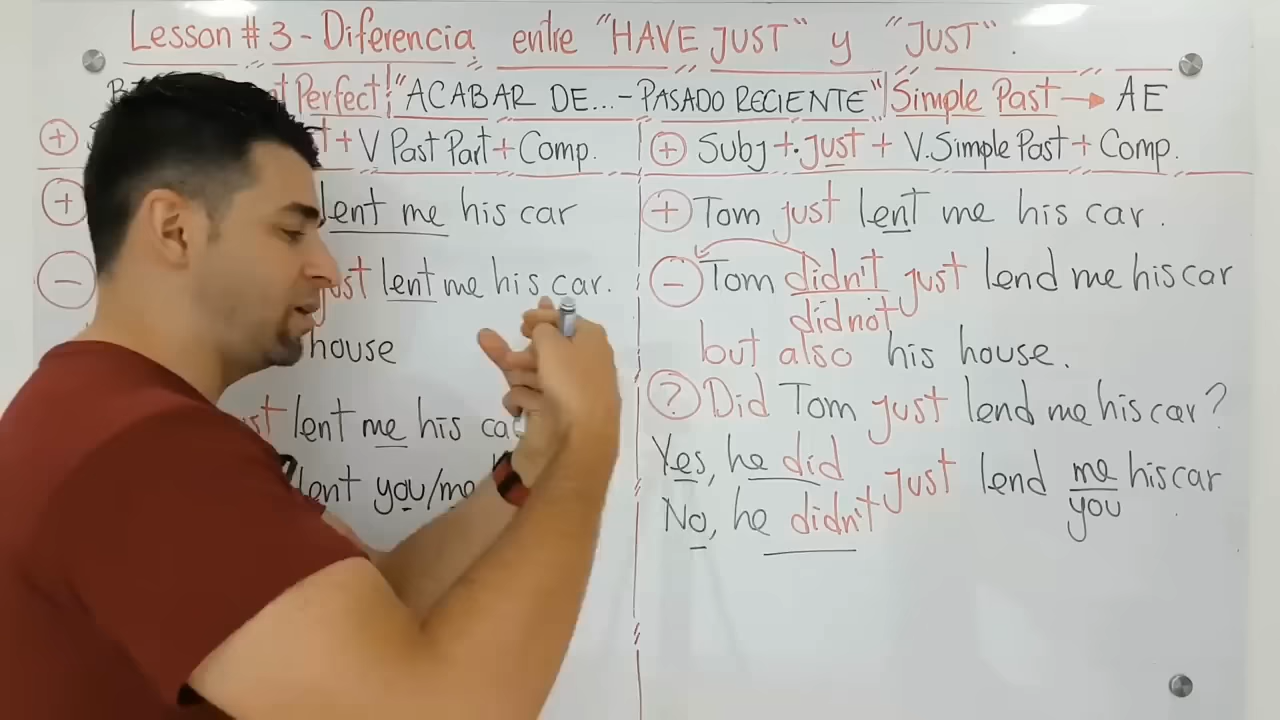 Lesson # 3 - Diferencia entre "HAVE JUST" y "JUST".
Perfect "ACABAR DE...-PASADO RECIENTE" Simple Past → AE
+ + V Past Part + Comp.
+ lent me his car
- just lent me his car.
house
lent me his
lent you/me
+ Subj + just + V.Simple Past + Comp.
+ Tom just lent me his car.
- Tom didn't just lend me his car
did not
but also his house.
? Did Tom just lend me his car?
Yes, he did
No, he didn't just lend me his car
you